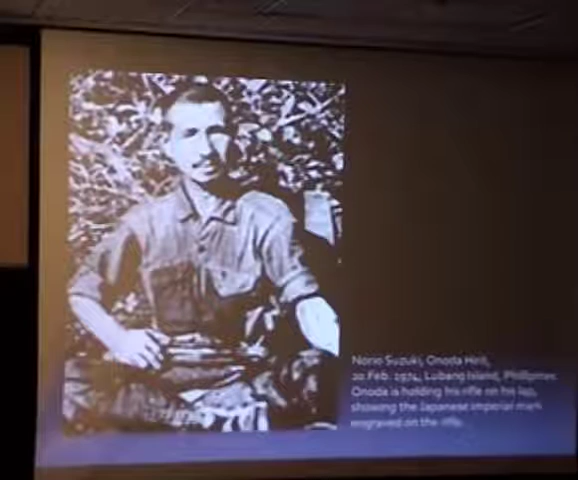 Norio Suzuki, Onoda Hirō,
20 Feb. 1974, Lubang Island, Philippines
Onoda is holding his rifle on his lap,
showing the Japanese imperial mark
engraved on the rifle.